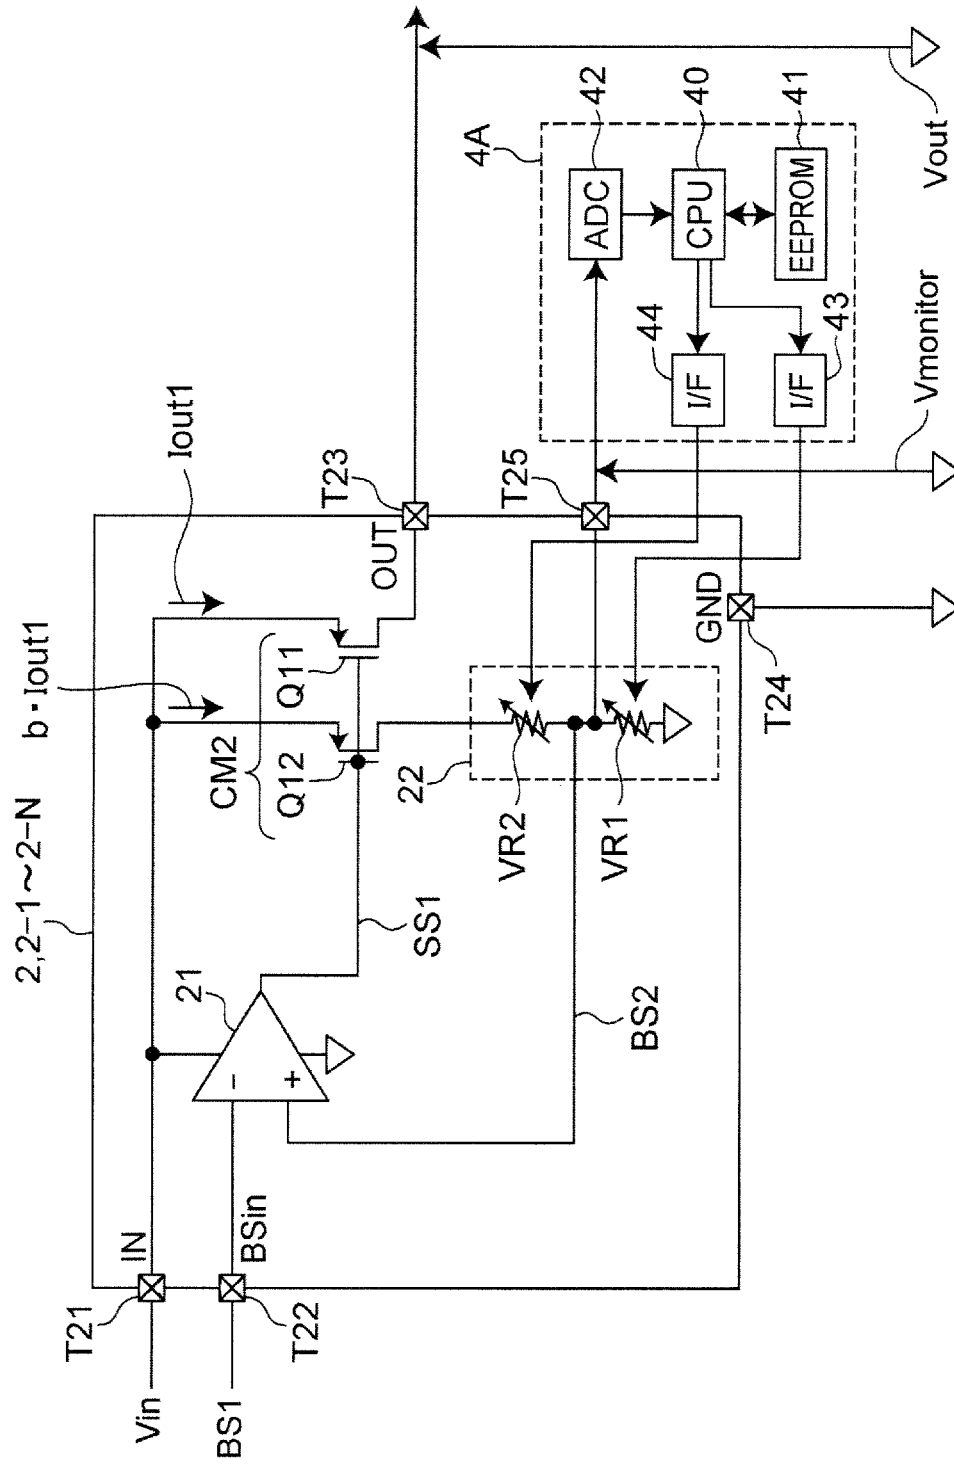 2,2-1~2-N
b・Iout1
Iout1
T21
IN
Vin
BS1
BSin
T22
21
−
+
SS1
BS2
CM2
Q12
Q11
OUT
T23
22
VR2
VR1
T25
GND
T24
4A
ADC
42
CPU
40
EEPROM
41
I/F
44
I/F
43
Vmonitor
Vout